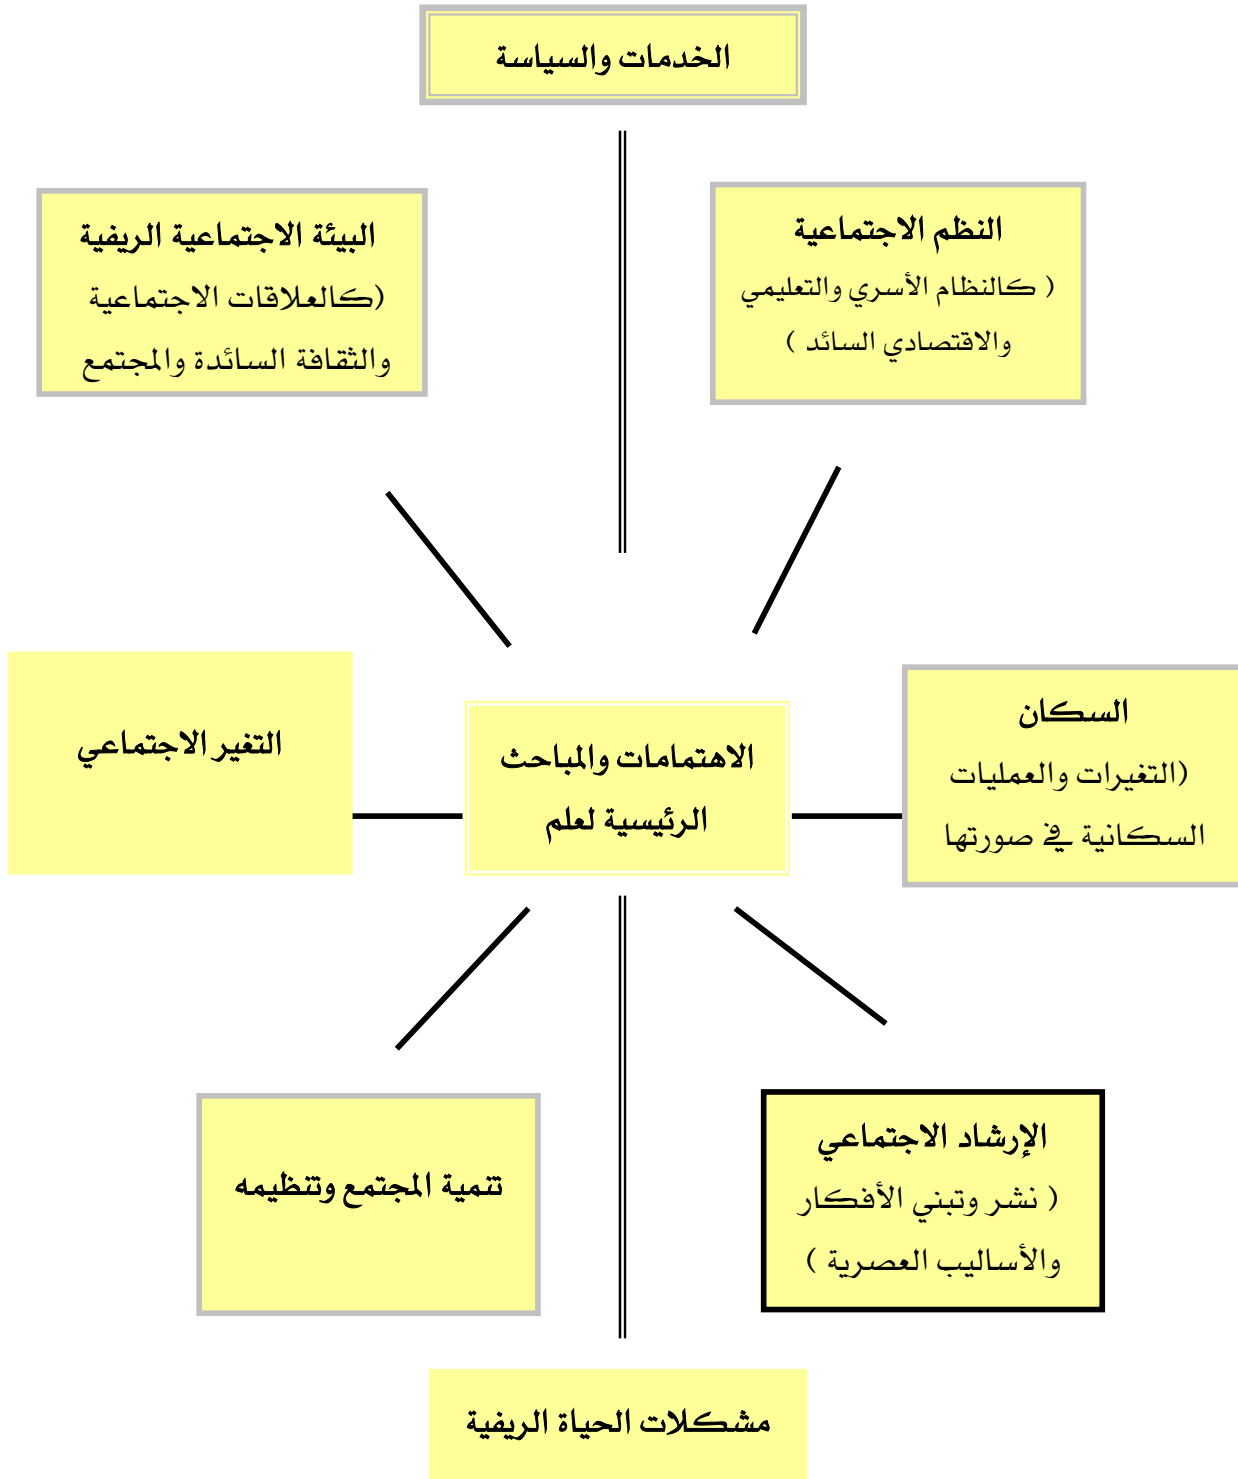 الخدمات والسياسة
النظم الاجتماعية
( كالنظام الأسري والتعليمي
والاقتصادي السائد )
البيئة الاجتماعية الريفية
(كالعلاقات الاجتماعية
والثقافة السائدة والمجتمع
السكان
(التغيرات والعمليات
السكانية في صورتها
الاهتمامات والمباحث
الرئيسية لعلم
التغير الاجتماعي
الإرشاد الاجتماعي
( نشر وتبني الأفكار
والأساليب العصرية )
تنمية المجتمع وتنظيمه
مشكلات الحياة الريفية